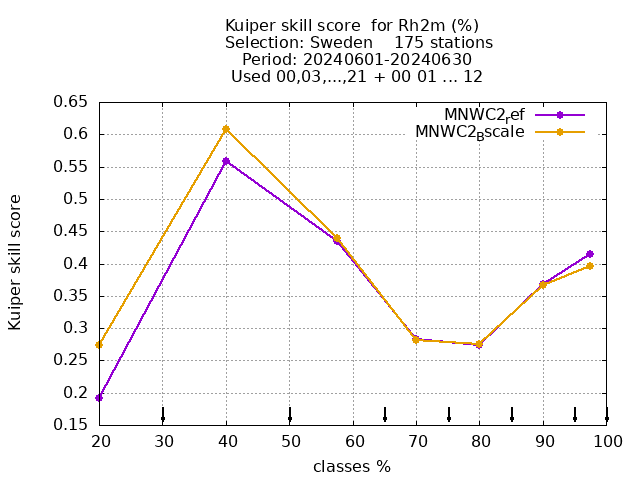 Kuiper skill score  for Rh2m (%)
Selection: Sweden    175 stations
Period: 20240601-20240630
Used 00,03,...,21 + 00 01 ... 12
MNWC2ref
MNWC2Bscale
Kuiper skill score
0.65
0.6
0.55
0.5
0.45
0.4
0.35
0.3
0.25
0.2
0.15
20 30 40 50 60 70 80 90 100
classes %